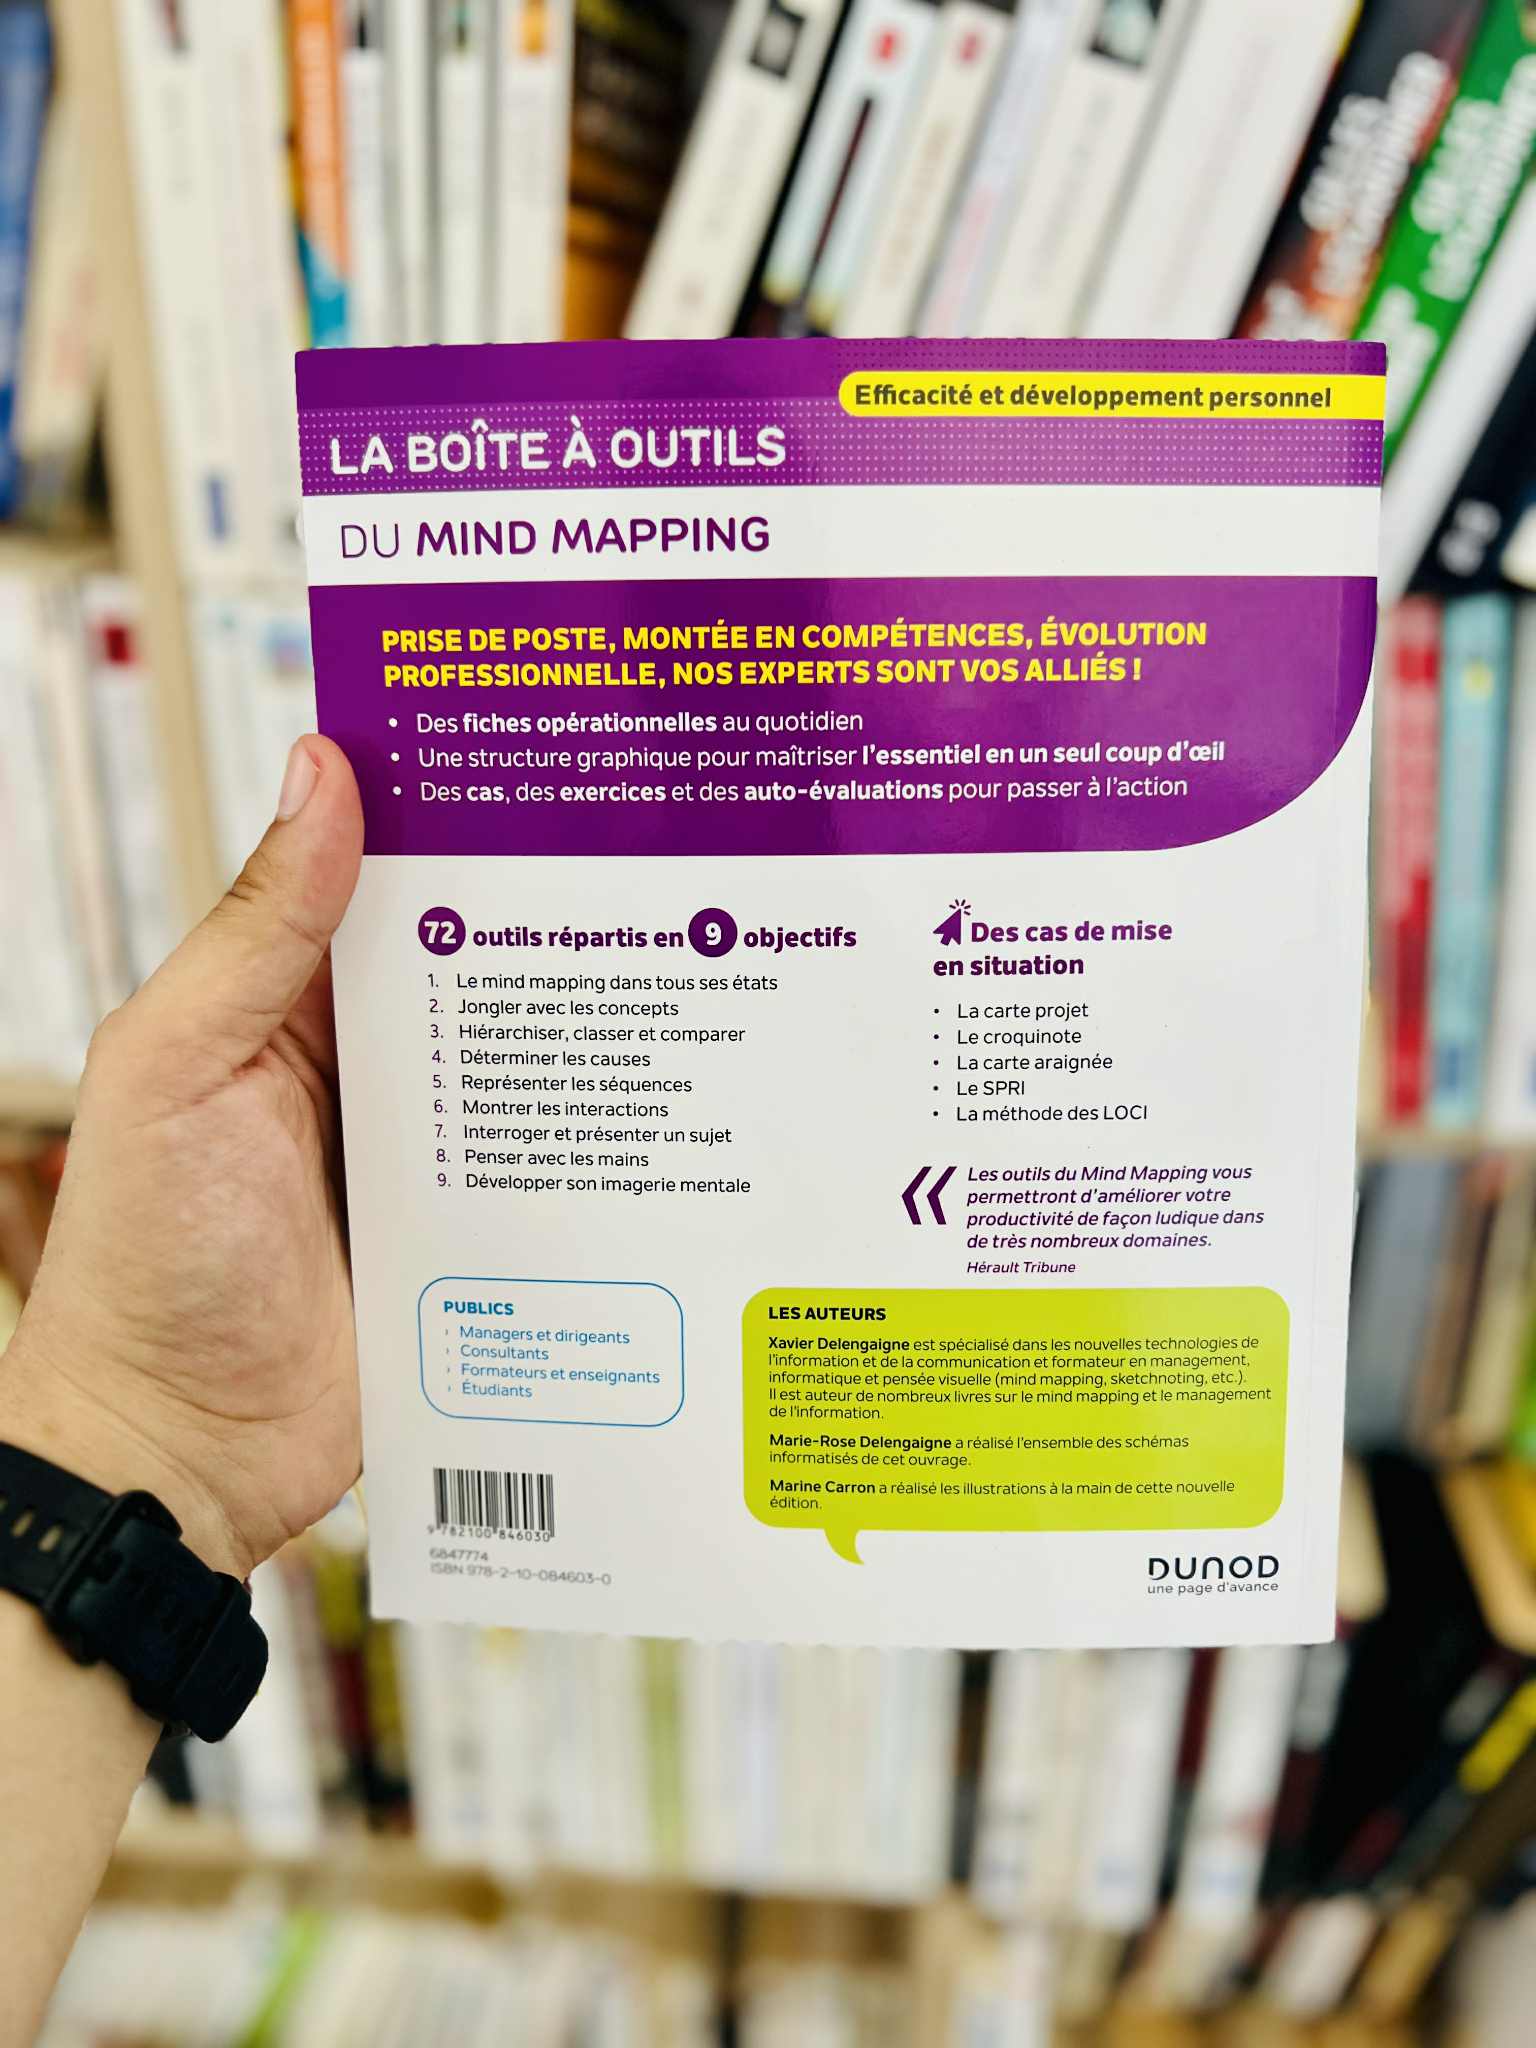 Efficacité et développement personnel
LA BOÎTE À OUTILS
DU MIND MAPPING
PRISE DE POSTE, MONTÉE EN COMPÉTENCES, ÉVOLUTION
PROFESSIONNELLE, NOS EXPERTS SONT VOS ALLIÉS !
• Des fiches opérationnelles au quotidien
• Une structure graphique pour maîtriser l'essentiel en un seul coup d'œil
• Des cas, des exercices et des auto-évaluations pour passer à l'action
72 outils répartis en 9 objectifs
1. Le mind mapping dans tous ses états
2. Jongler avec les concepts
3. Hiérarchiser, classer et comparer
4. Déterminer les causes
5. Représenter les séquences
6. Montrer les interactions
7. Interroger et présenter un sujet
8. Penser avec les mains
9. Développer son imagerie mentale
Des cas de mise
en situation
• La carte projet
• Le croquinote
• La carte araignée
• Le SPRI
• La méthode des LOCI
« Les outils du Mind Mapping vous
permettront d'améliorer votre
productivité de façon ludique dans
de très nombreux domaines.
Hérault Tribune
PUBLICS
› Managers et dirigeants
› Consultants
› Formateurs et enseignants
› Étudiants
LES AUTEURS
Xavier Delengaigne est spécialisé dans les nouvelles technologies de
l'information et de la communication et formateur en management,
informatique et pensée visuelle (mind mapping, sketchnoting, etc.).
Il est auteur de nombreux livres sur le mind mapping et le management
de l'information.
Marie-Rose Delengaigne a réalisé l'ensemble des schémas
informatisés de cet ouvrage.
Marine Carron a réalisé les illustrations à la main de cette nouvelle
édition.
9 782100 846030
6847774
ISBN 978-2-10-084603-0
DUNOD
une page d'avance